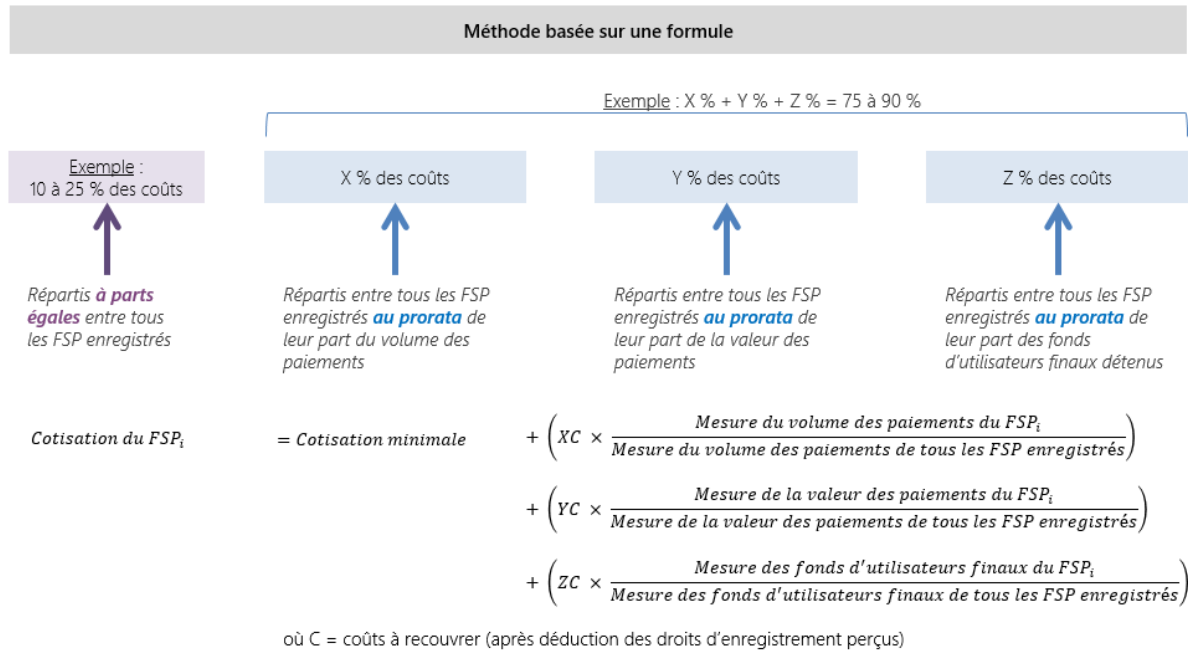 Méthode basée sur une formule
Exemple : X % + Y % + Z % = 75 à 90 %
Exemple :
10 à 25 % des coûts
X % des coûts
Y % des coûts
Z % des coûts
Répartis à parts
égales entre tous
les FSP enregistrés
Répartis entre tous les FSP
enregistrés au prorata de
leur part du volume des
paiements
Répartis entre tous les FSP
enregistrés au prorata de
leur part de la valeur des
paiements
Répartis entre tous les FSP
enregistrés au prorata de
leur part des fonds
d'utilisateurs finaux détenus
Cotisation du FSPᵢ = Cotisation minimale + (XC × Mesure du volume des paiements du FSPᵢ / Mesure du volume des paiements de tous les FSP enregistrés)
+ (YC × Mesure de la valeur des paiements du FSPᵢ / Mesure de la valeur des paiements de tous les FSP enregistrés)
+ (ZC × Mesure des fonds d'utilisateurs finaux du FSPᵢ / Mesure des fonds d'utilisateurs finaux de tous les FSP enregistrés)
où C = coûts à recouvrer (après déduction des droits d'enregistrement perçus)